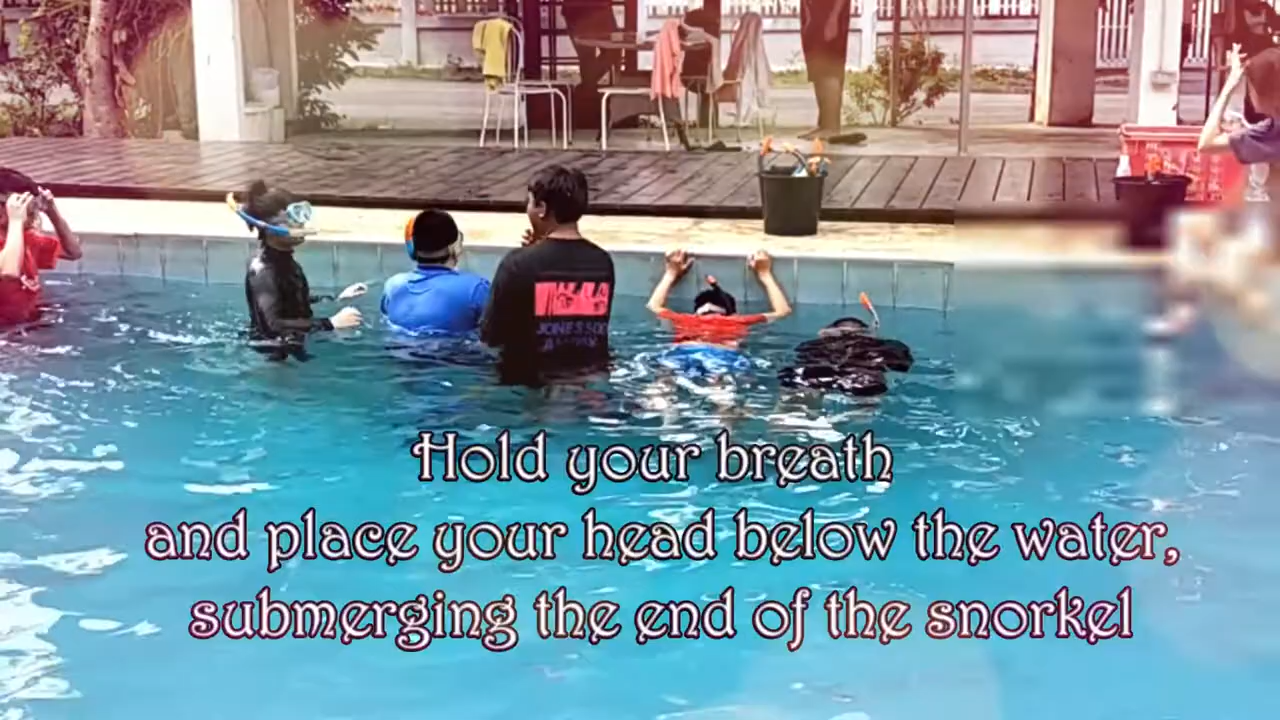 Hold your breath
and place your head below the water,
submerging the end of the snorkel